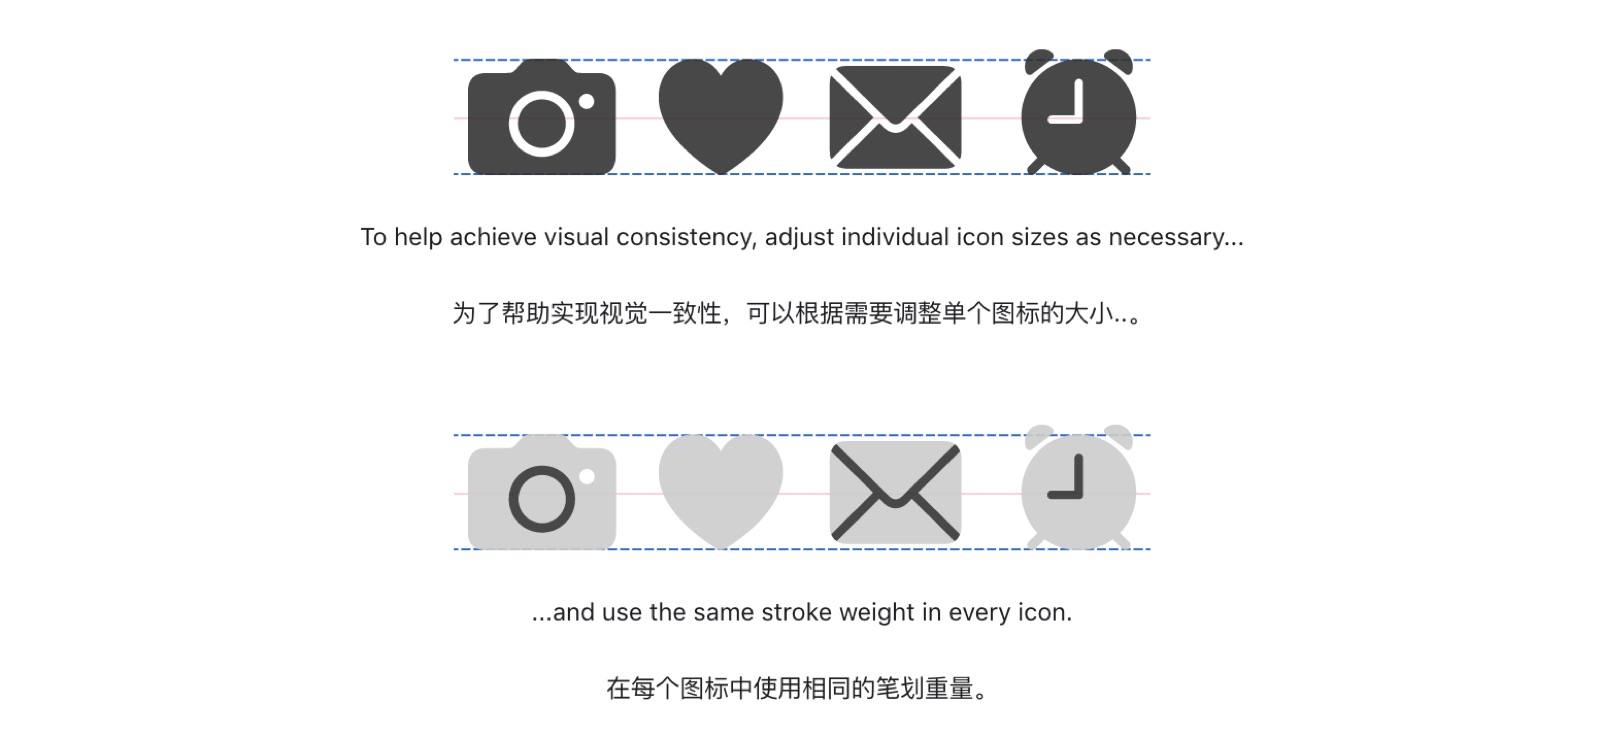 To help achieve visual consistency, adjust individual icon sizes as necessary...
为了帮助实现视觉一致性，可以根据需要调整单个图标的大小..。
...and use the same stroke weight in every icon.
在每个图标中使用相同的笔划重量。